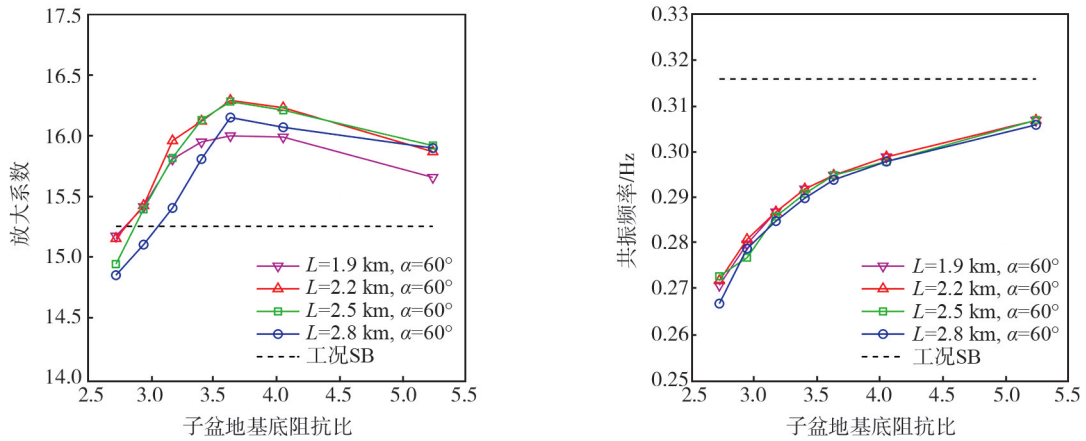 17.5
16.5
16.0
15.5
15.0
14.5
14.0
放大系数
L=1.9 km, α=60°
L=2.2 km, α=60°
L=2.5 km, α=60°
L=2.8 km, α=60°
工况SB
2.5 3.0 3.5 4.0 4.5 5.0 5.5
子盆地基底阻抗比
0.33
0.32
0.31
0.30
0.29
0.28
0.27
0.26
0.25
共振频率/Hz
L=1.9 km, α=60°
L=2.2 km, α=60°
L=2.5 km, α=60°
L=2.8 km, α=60°
工况SB
2.5 3.0 3.5 4.0 4.5 5.0 5.5
子盆地基底阻抗比